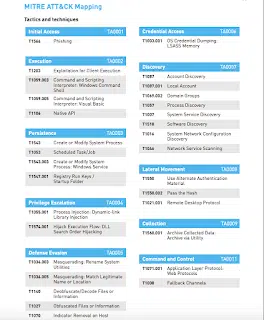 MITRE ATT&CK Mapping
Tactics and techniques
Initial Access TA0001
T1566 Phishing
Execution TA0002
T1203 Exploitation for Client Execution
T1059.003 Command and Scripting
Interpreter: Windows Command
Shell
T1059.005 Command and Scripting
Interpreter: Visual Basic
T1106 Native API
Persistence TA0003
T1543 Create or Modify System Process
T1053 Scheduled Task/Job
T1543.003 Create or Modify System
Process: Windows Service
T1547.001 Registry Run Keys /
Startup Folder
Privilege Escalation TA0004
T1055.001 Process Injection: Dynamic-link
Library Injection
T1574.001 Hijack Execution Flow: DLL
Search Order Hijacking
Defense Evasion TA0005
T1036.003 Masquerading: Rename System
Utilities
T1036.005 Masquerading: Match Legitimate
Name or Location
T1140 Deobfuscate/Decode Files or
Information
T1027 Obfuscated Files or Information
T1070 Indicator Removal on Host
Credential Access TA0006
T1003.001 OS Credential Dumping:
LSASS Memory
Discovery TA0007
T1087 Account Discovery
T1087.001 Local Account
T1069.002 Domain Groups
T1057 Process Discovery
T1007 System Service Discovery
T1518 Software Discovery
T1016 System Network Configuration
Discovery
T1046 Network Service Scanning
Lateral Movement TA0008
T1550 Use Alternate Authentication
Material
T1550.002 Pass the Hash
T1021.001 Remote Desktop Protocol
Collection TA0009
T1560.001 Archive Collected Data:
Archive via Utility
Command and Control TA0011
T1071.001 Application Layer Protocol:
Web Protocols
T1008 Fallback Channels